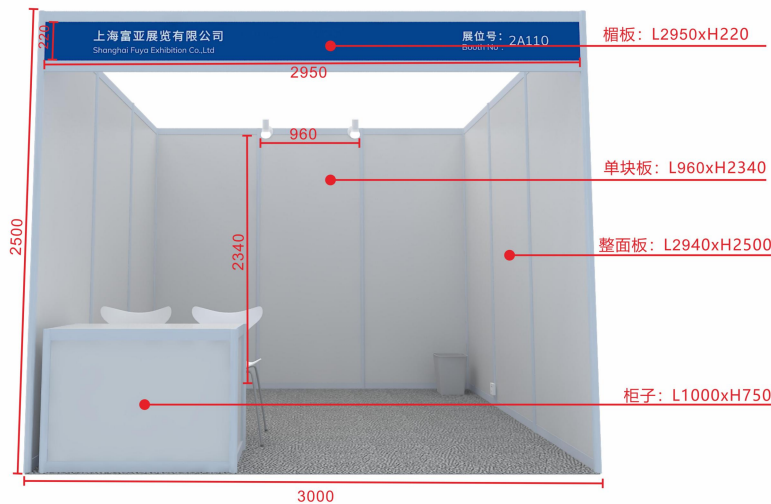 上海富亚展览有限公司
Shanghai Fuya Exhibition Co.,Ltd
展位号：
2A110
Booth No :
220
2950
楣板：L2950xH220
960
单块板：L960xH2340
2500
2340
整面板：L2940xH2500
柜子：L1000xH750
3000